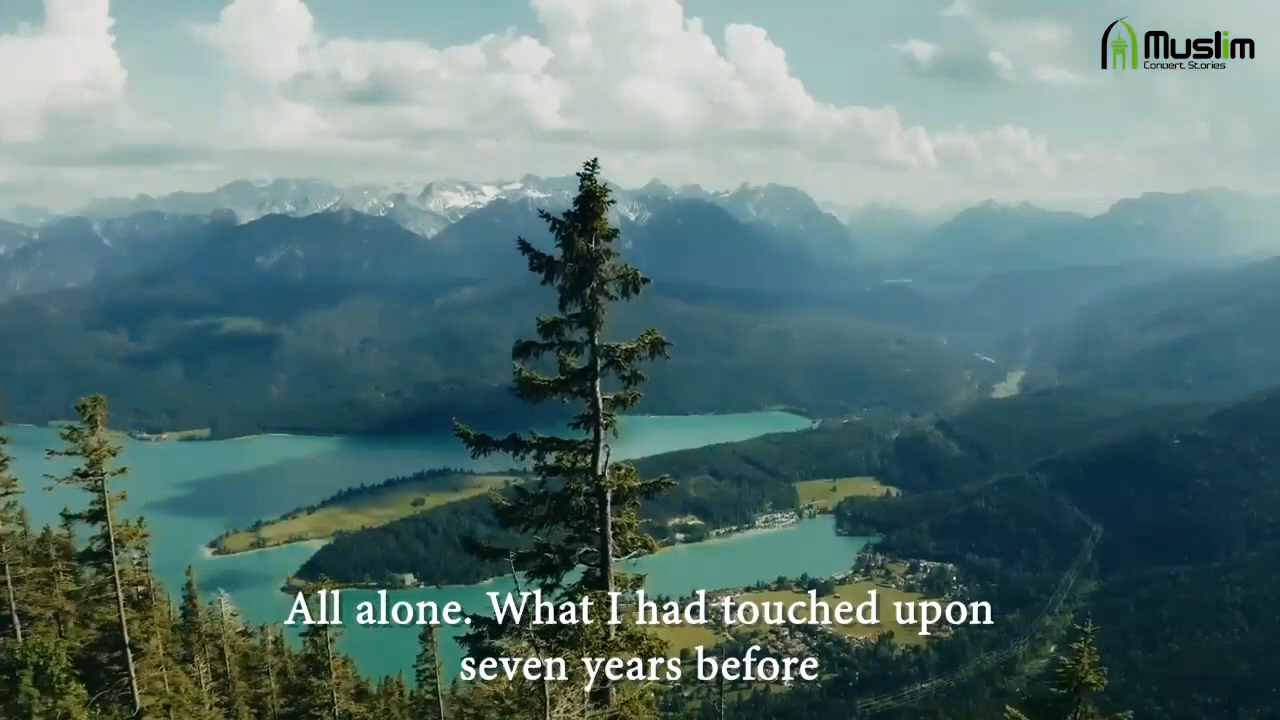 Muslim
Convert Stories
All alone. What I had touched upon
seven years before